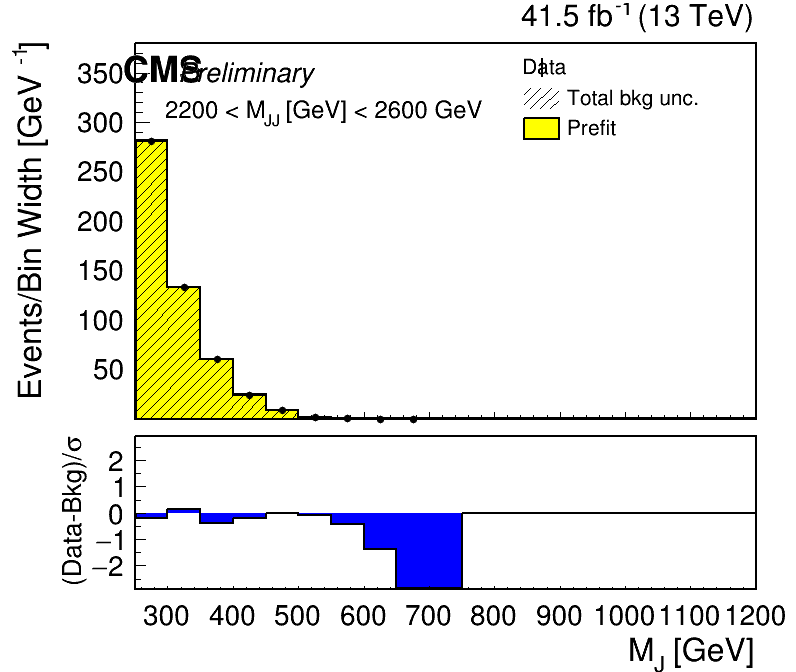 41.5 fb⁻¹ (13 TeV)
CMS Preliminary
2200 < M_JJ [GeV] < 2600 GeV
Data
Total bkg unc.
Prefit
Events/Bin Width [GeV⁻¹]
350
300
250
200
150
100
50
(Data-Bkg)/σ
2
1
0
−1
−2
300 400 500 600 700 800 900 1000 1100 1200
M_J [GeV]